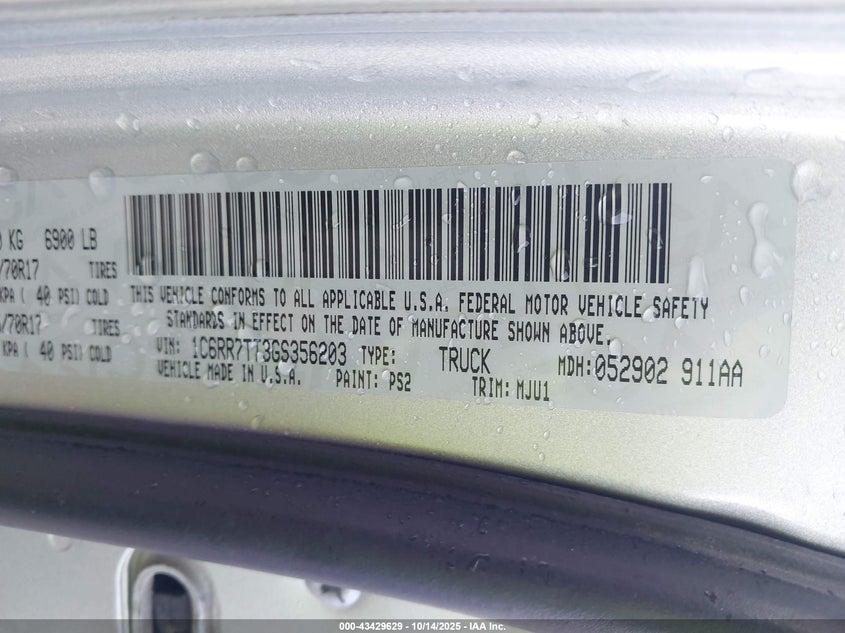 KG 6900 LB
/70R17 TIRES
KPA ( 40 PSI) COLD
/70R17 TIRES
KPA ( 40 PSI) COLD
THIS VEHICLE CONFORMS TO ALL APPLICABLE U.S.A. FEDERAL MOTOR VEHICLE SAFETY
STANDARDS IN EFFECT ON THE DATE OF MANUFACTURE SHOWN ABOVE.
VIN: 1C6RR7TT3GS356203 TYPE: TRUCK MDH: 052902 911AA
VEHICLE MADE IN U.S.A. PAINT: PS2 TRIM: MJU1
000-43429629 - 10/14/2025 - IAA Inc.